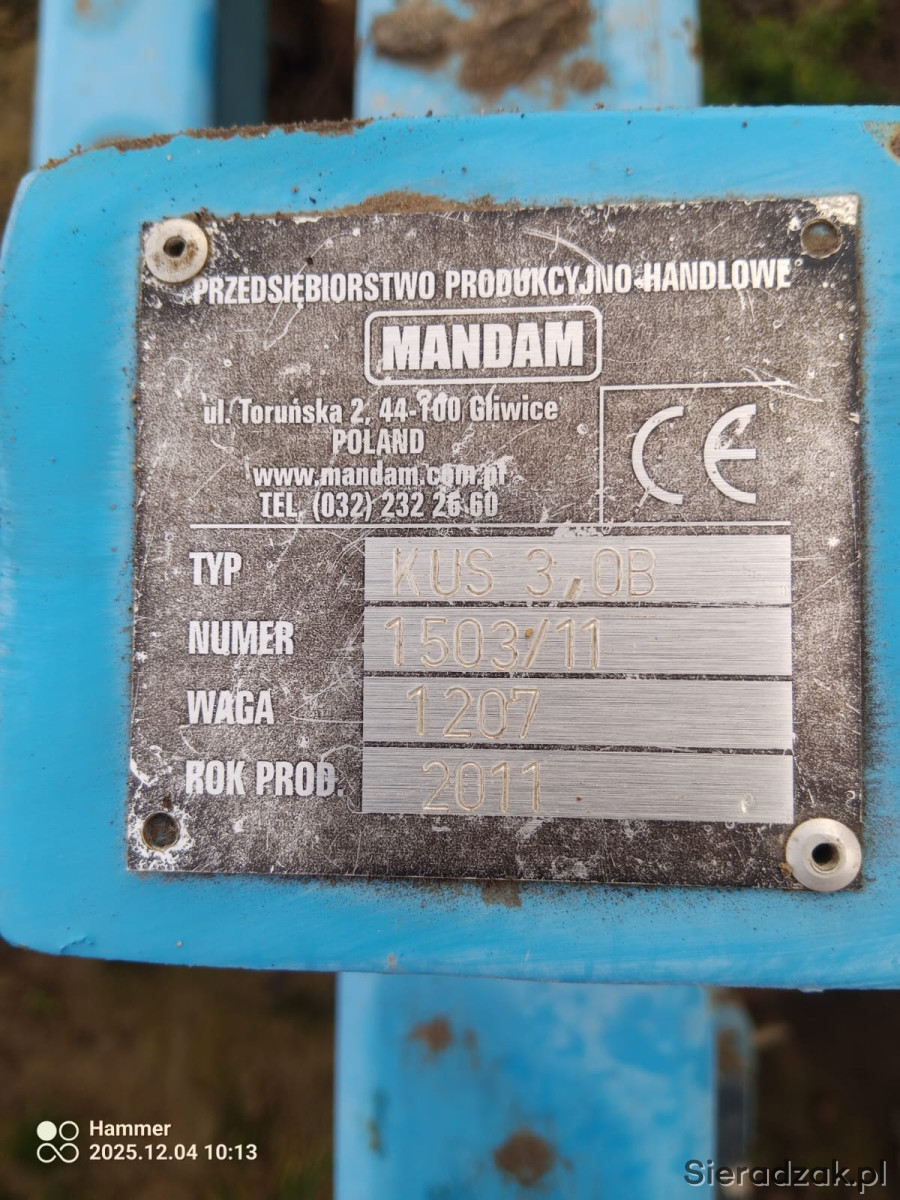 PRZEDSIĘBIORSTWO PRODUKCYJNO-HANDLOWE
MANDAM
ul. Toruńska 2, 44-100 Gliwice
POLAND
www.mandam.com.pl
TEL. (032) 232 26 60
CE
TYP KUS 3,0B
NUMER 1503/11
WAGA 1207
ROK PROD. 2011
Hammer
2025.12.04 10:13
Sieradzak.pl